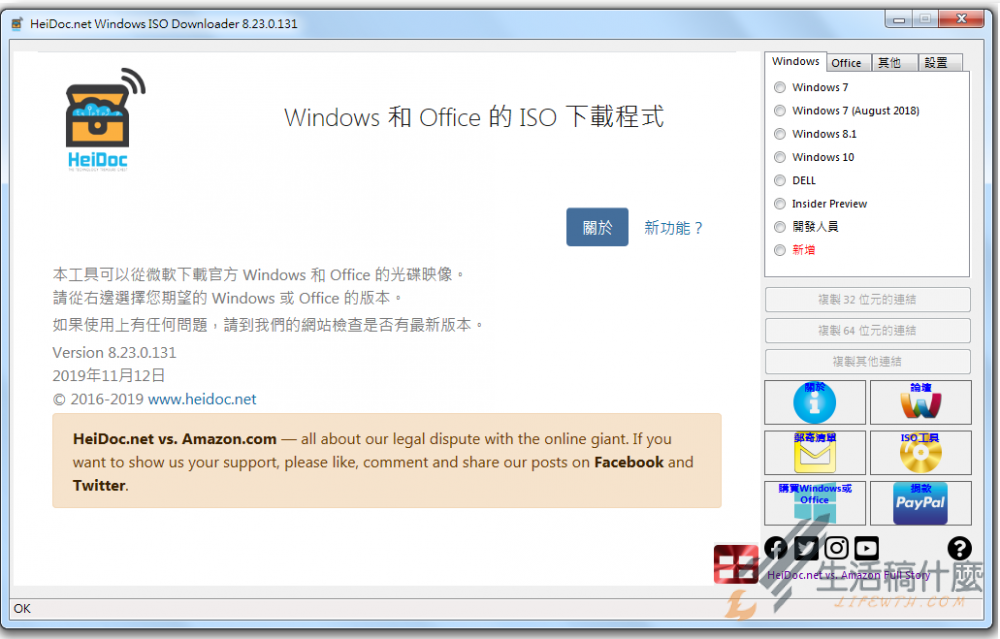 HeiDoc.net Windows ISO Downloader 8.23.0.131
HeiDoc
Windows 和 Office 的 ISO 下載程式
關於 新功能？
本工具可以從微軟下載官方 Windows 和 Office 的光碟映像。
請從右邊選擇您期望的 Windows 或 Office 的版本。
如果使用上有任何問題，請到我們的網站檢查是否有最新版本。
Version 8.23.0.131
2019年11月12日
© 2016-2019 www.heidoc.net
HeiDoc.net vs. Amazon.com — all about our legal dispute with the online giant. If you
want to show us your support, please like, comment and share our posts on Facebook and
Twitter.
Windows Office 其他 設置
Windows 7
Windows 7 (August 2018)
Windows 8.1
Windows 10
DELL
Insider Preview
開發人員
新增
複製 32 位元的連結
複製 64 位元的連結
複製其他連結
關於 論壇
郵寄清單 ISO工具
購買Windows或
Office
捐款
PayPal
HeiDoc.net vs. Amazon Full Story
生活稿什麼
LIFEWTH.COM
OK